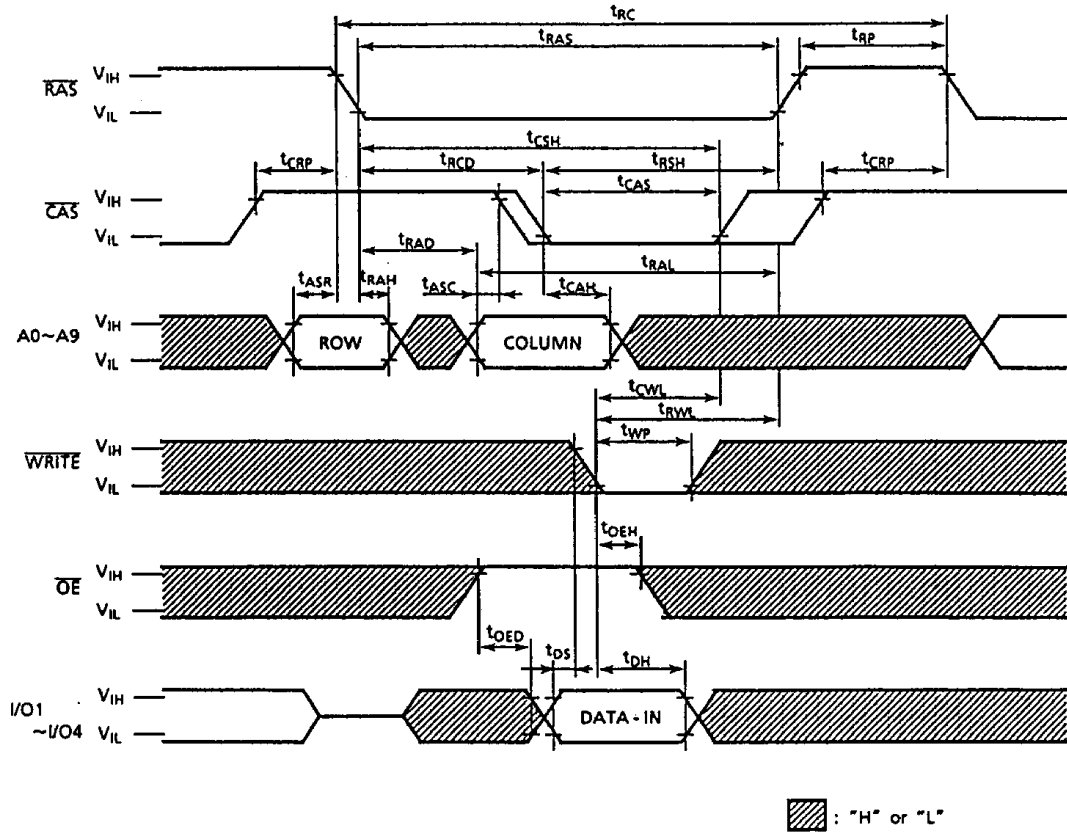 tRC
tRAS
tRP
RAS VIH
VIL
tCSH
tCRP tRCD tRSH tCRP
tCAS
CAS VIH
VIL
tRAD
tRAL
tASR tRAH tASC tCAH
A0~A9 VIH
VIL
ROW COLUMN
tCWL
tRWL
tWP
WRITE VIH
VIL
tOEH
OE VIH
VIL
tOED tDS tDH
I/O1
~I/O4
VIH
VIL
DATA - IN
: "H" or "L"